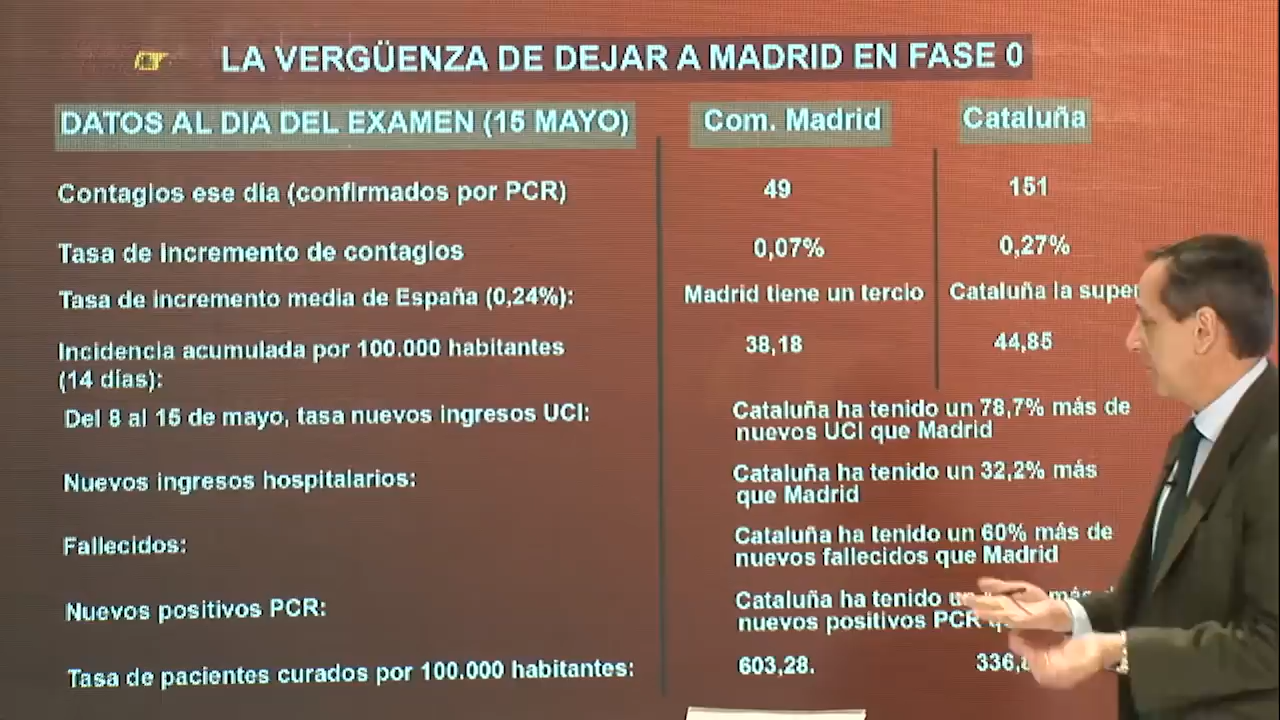 LA VERGÜENZA DE DEJAR A MADRID EN FASE 0
DATOS AL DIA DEL EXAMEN (15 MAYO) Com. Madrid Cataluña
Contagios ese día (confirmados por PCR) 49 151
Tasa de incremento de contagios 0,07% 0,27%
Tasa de incremento media de España (0,24%): Madrid tiene un tercio Cataluña la
Incidencia acumulada por 100.000 habitantes 38,18 44,85
(14 días):
Del 8 al 15 de mayo, tasa nuevos ingresos UCI: Cataluña ha tenido un 78,7% más de
nuevos UCI que Madrid
Nuevos ingresos hospitalarios: Cataluña ha tenido un 32,2% más
que Madrid
Fallecidos: Cataluña ha tenido un 60% más de
nuevos fallecidos que Madrid
Nuevos positivos PCR: Cataluña ha tenido más
nuevos positivos PCR
Tasa de pacientes curados por 100.000 habitantes: 603,28.